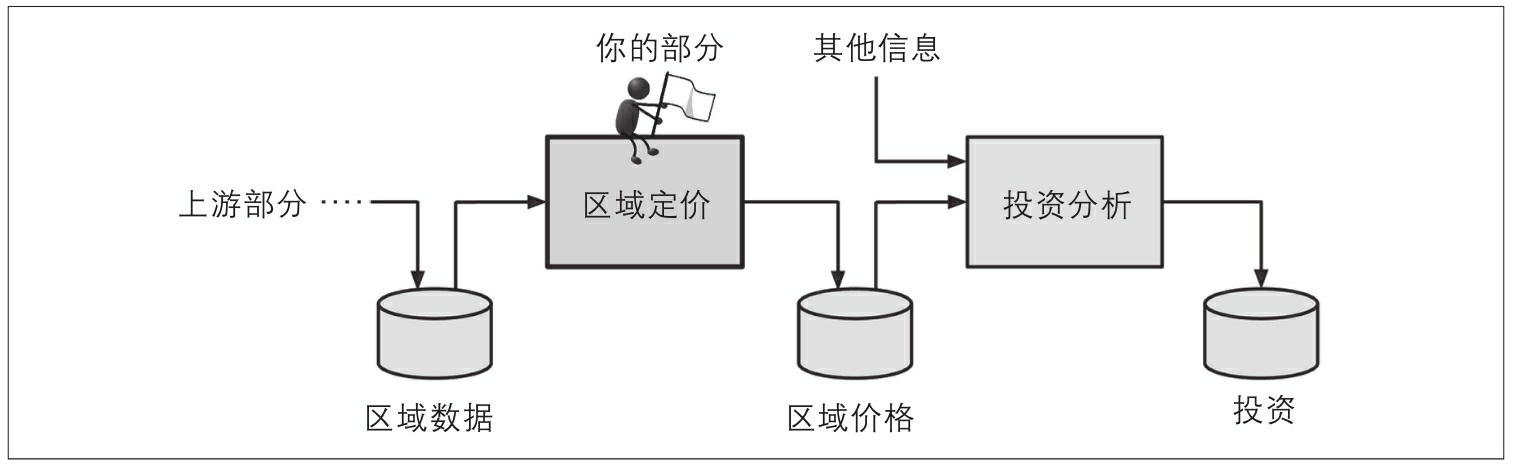 你的部分
其他信息
上游部分
区域定价
投资分析
区域数据
区域价格
投资